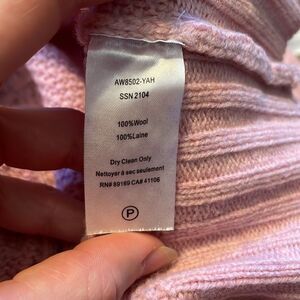 AW8502-YAH
SSN 2104
100%Wool
100%Laine
Dry Clean Only
Nettoyer à sec seulement
RN# 89169 CA# 41106
P